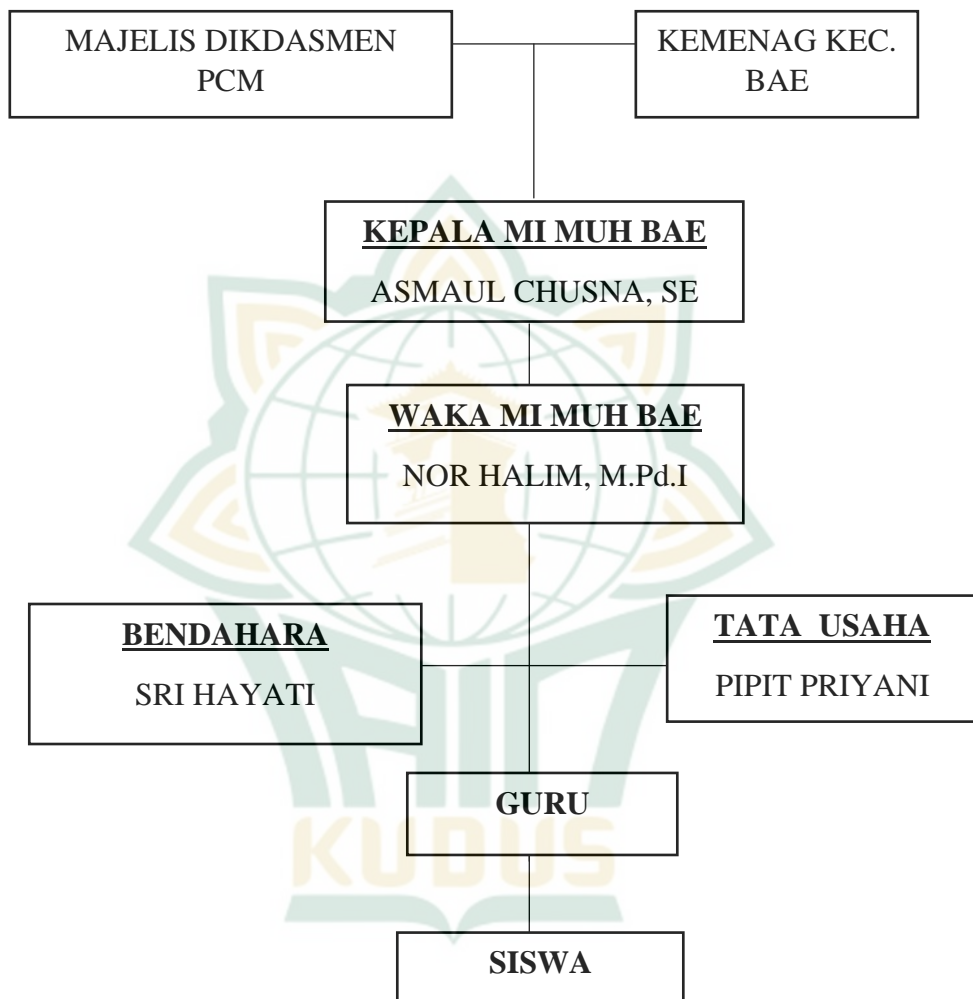 MAJELIS DIKDASMEN
PCM
KEMENAG KEC.
BAE
KEPALA MI MUH BAE
ASMAUL CHUSNA, SE
WAKA MI MUH BAE
NOR HALIM, M.Pd.I
BENDAHARA
SRI HAYATI
TATA USAHA
PIPIT PRIYANI
GURU
KUDUS
SISWA